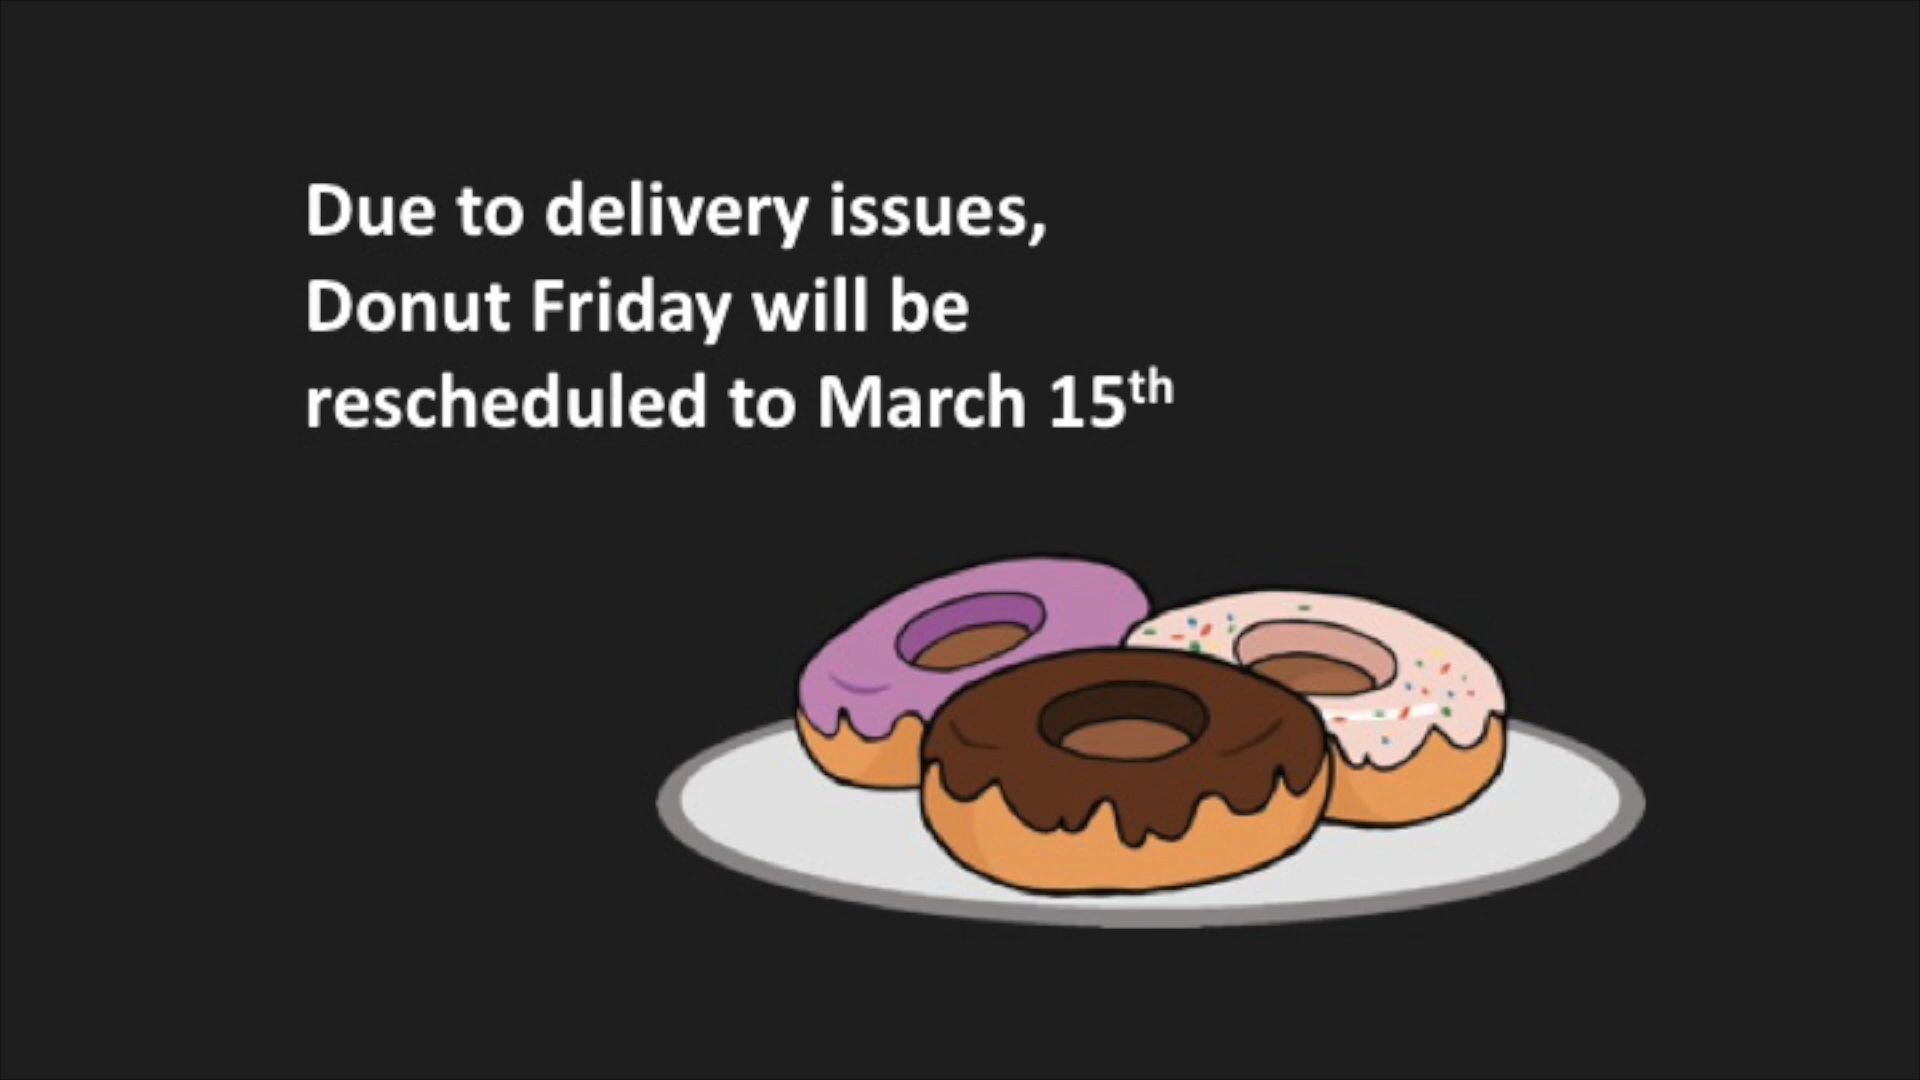 Due to delivery issues,
Donut Friday will be
rescheduled to March 15th